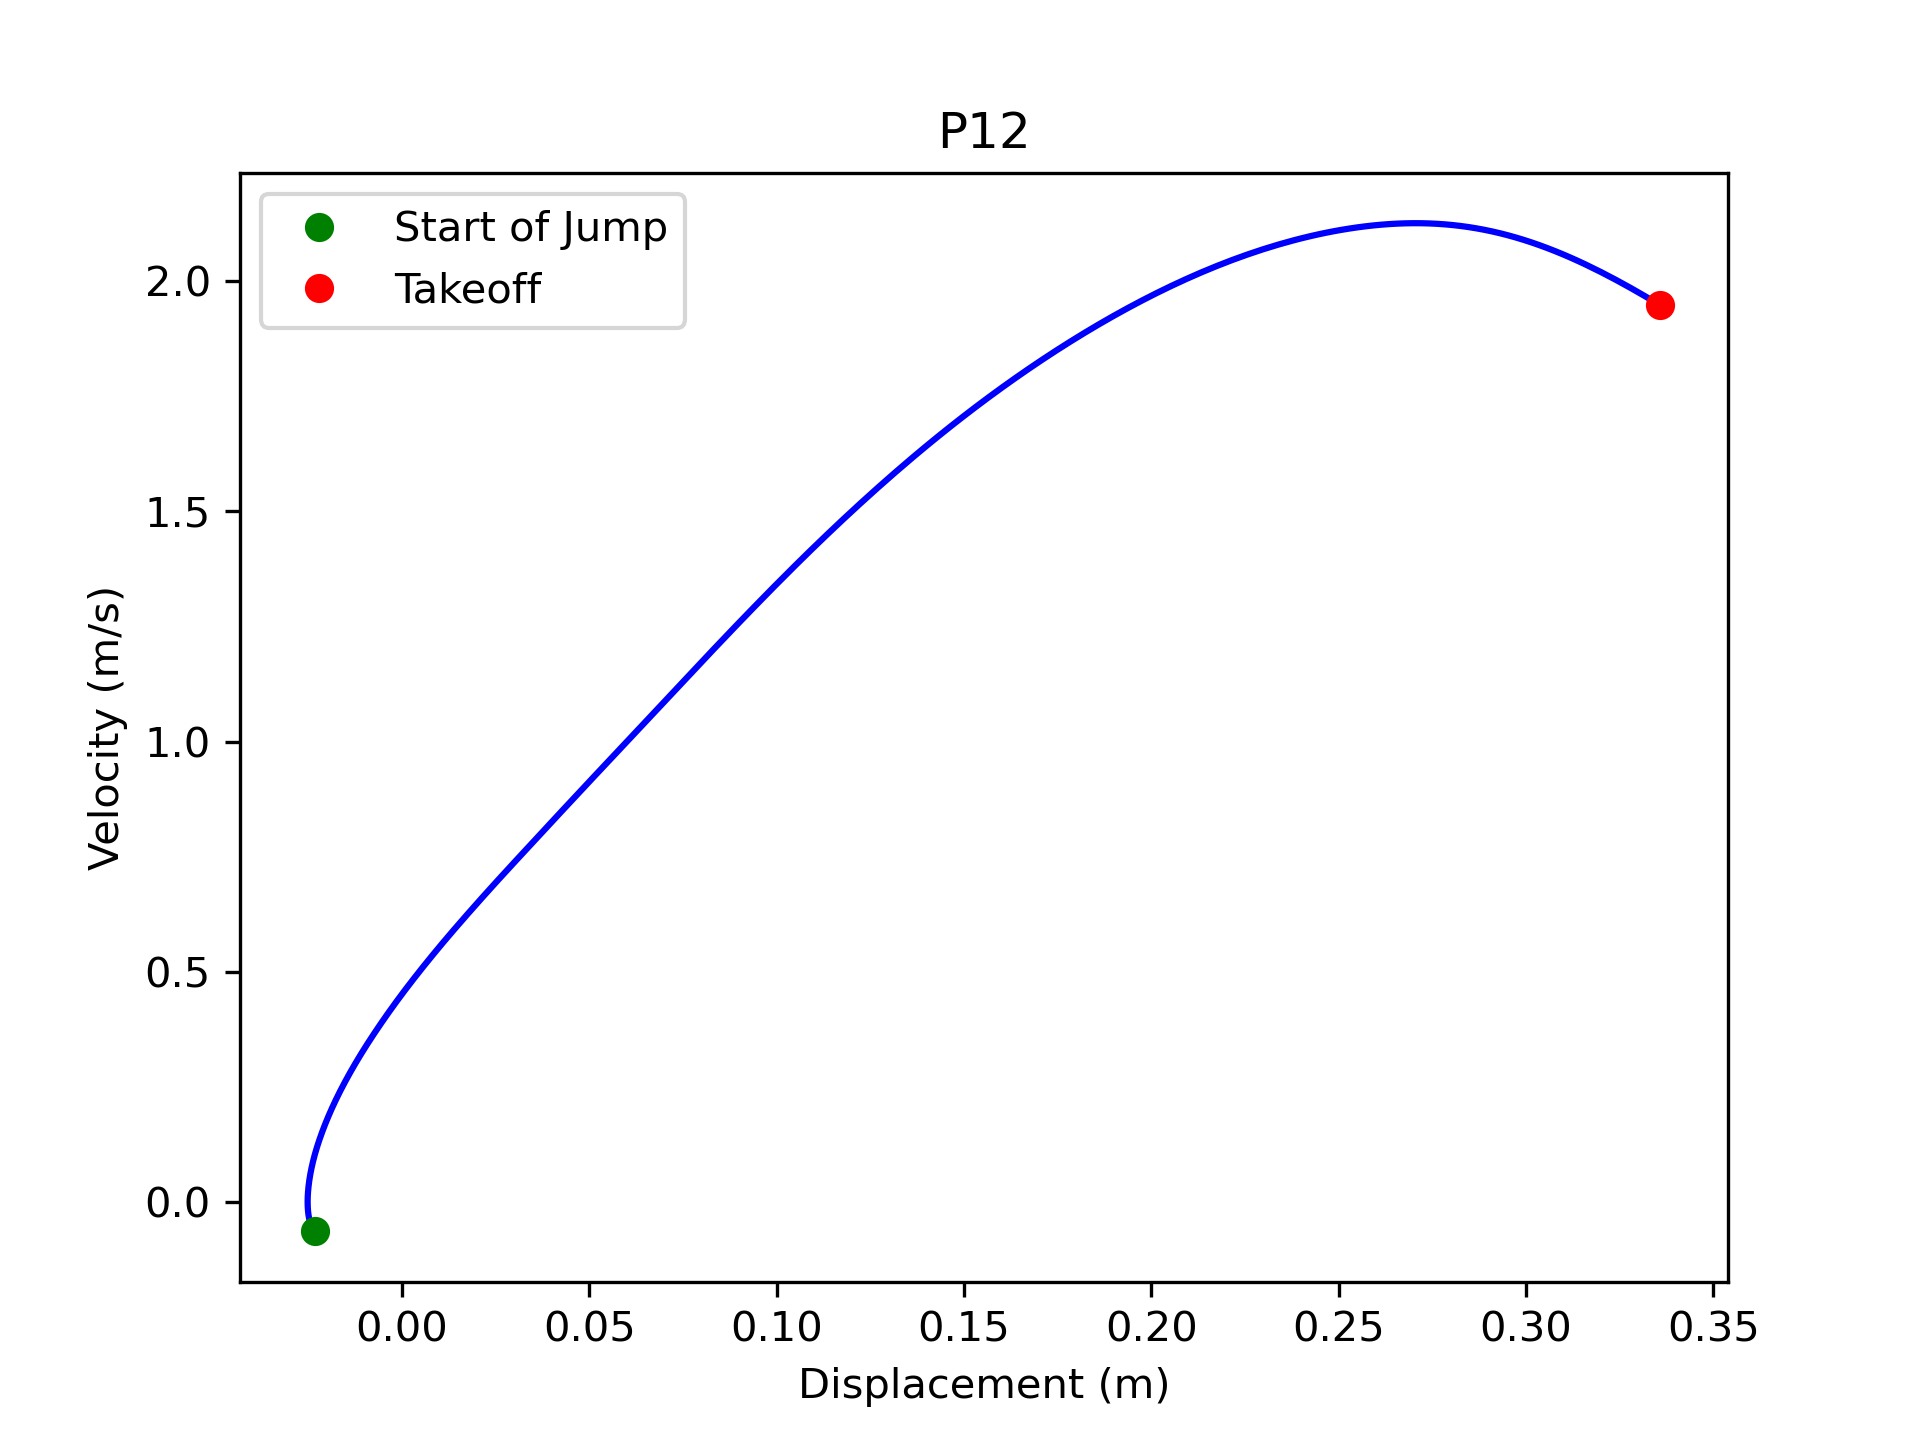 P12
Start of Jump
Takeoff
2.0
1.5
1.0
0.5
0.0
Velocity (m/s)
0.00 0.05 0.10 0.15 0.20 0.25 0.30 0.35
Displacement (m)